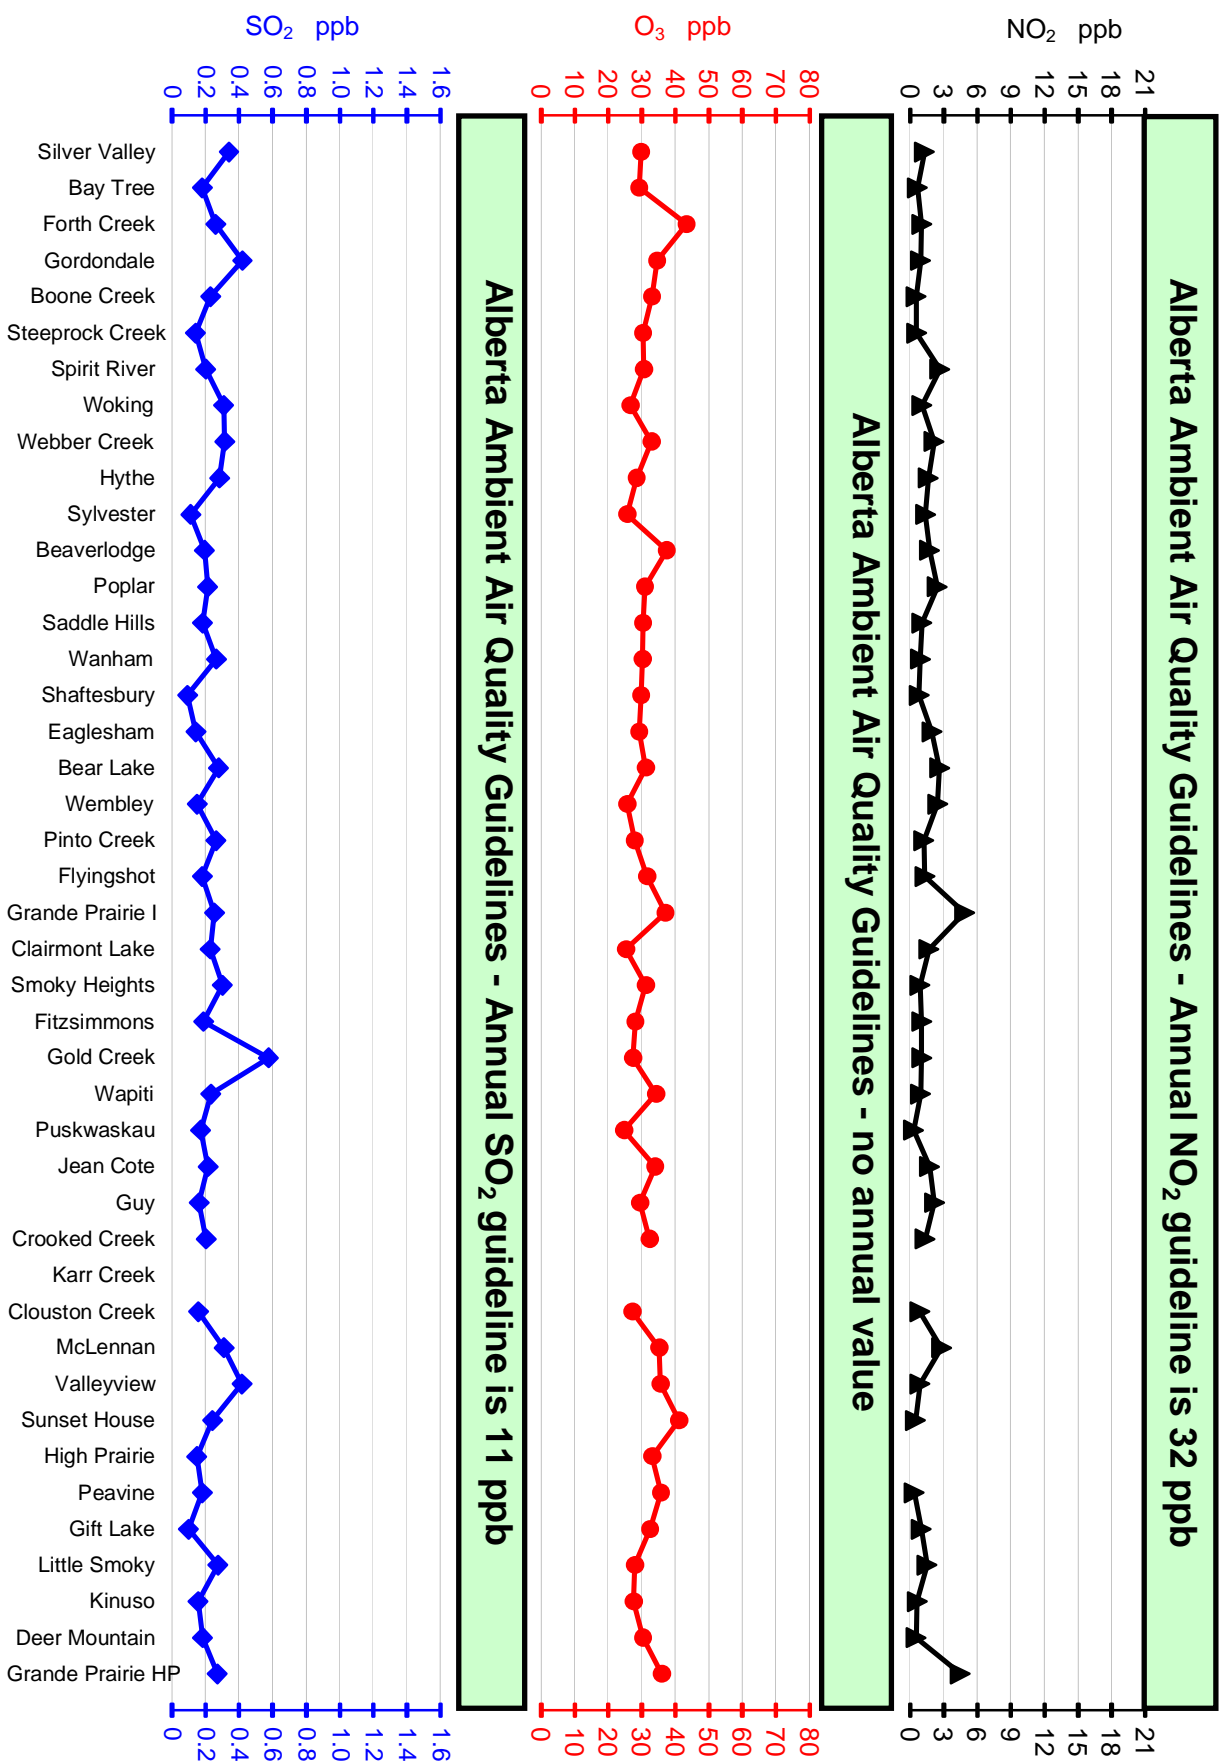 SO2 ppb
O3 ppb
NO2 ppb
0 0.2 0.4 0.6 0.8 1.0 1.2 1.4 1.6
0 10 20 30 40 50 60 70 80
0 3 6 9 12 15 18 21
Silver Valley
Bay Tree
Forth Creek
Gordondale
Boone Creek
Steeprock Creek
Spirit River
Woking
Webber Creek
Hythe
Sylvester
Beaverlodge
Poplar
Saddle Hills
Wanham
Shaftesbury
Eaglesham
Bear Lake
Wembley
Pinto Creek
Flyingshot
Grande Prairie I
Clairmont Lake
Smoky Heights
Fitzsimmons
Gold Creek
Wapiti
Puskwaskau
Jean Cote
Guy
Crooked Creek
Karr Creek
Clouston Creek
McLennan
Valleyview
Sunset House
High Prairie
Peavine
Gift Lake
Little Smoky
Kinuso
Deer Mountain
Grande Prairie HP
Alberta Ambient Air Quality Guidelines - Annual SO2 guideline is 11 ppb
Alberta Ambient Air Quality Guidelines - no annual value
Alberta Ambient Air Quality Guidelines - Annual NO2 guideline is 32 ppb
0 0.2 0.4 0.6 0.8 1.0 1.2 1.4 1.6
0 10 20 30 40 50 60 70 80
0 3 6 9 12 15 18 21